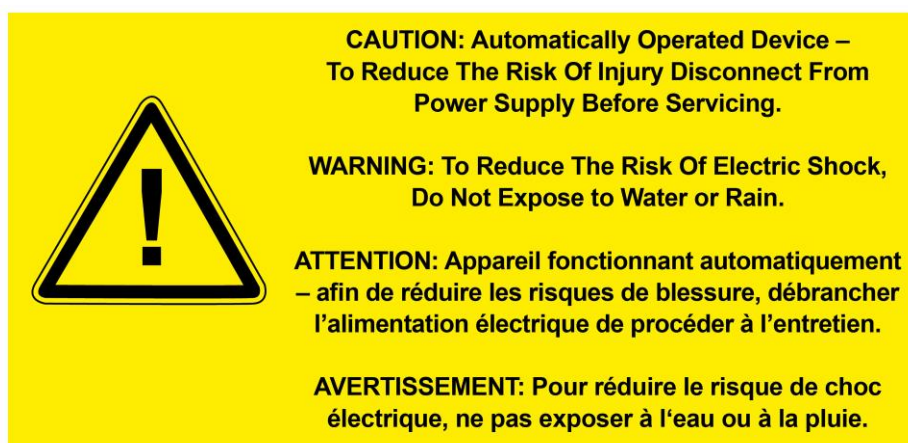 CAUTION: Automatically Operated Device –
To Reduce The Risk Of Injury Disconnect From
Power Supply Before Servicing.
WARNING: To Reduce The Risk Of Electric Shock,
Do Not Expose to Water or Rain.
ATTENTION: Appareil fonctionnant automatiquement
– afin de réduire les risques de blessure, débrancher
l’alimentation électrique de procéder à l’entretien.
AVERTISSEMENT: Pour réduire le risque de choc
électrique, ne pas exposer à l‘eau ou à la pluie.